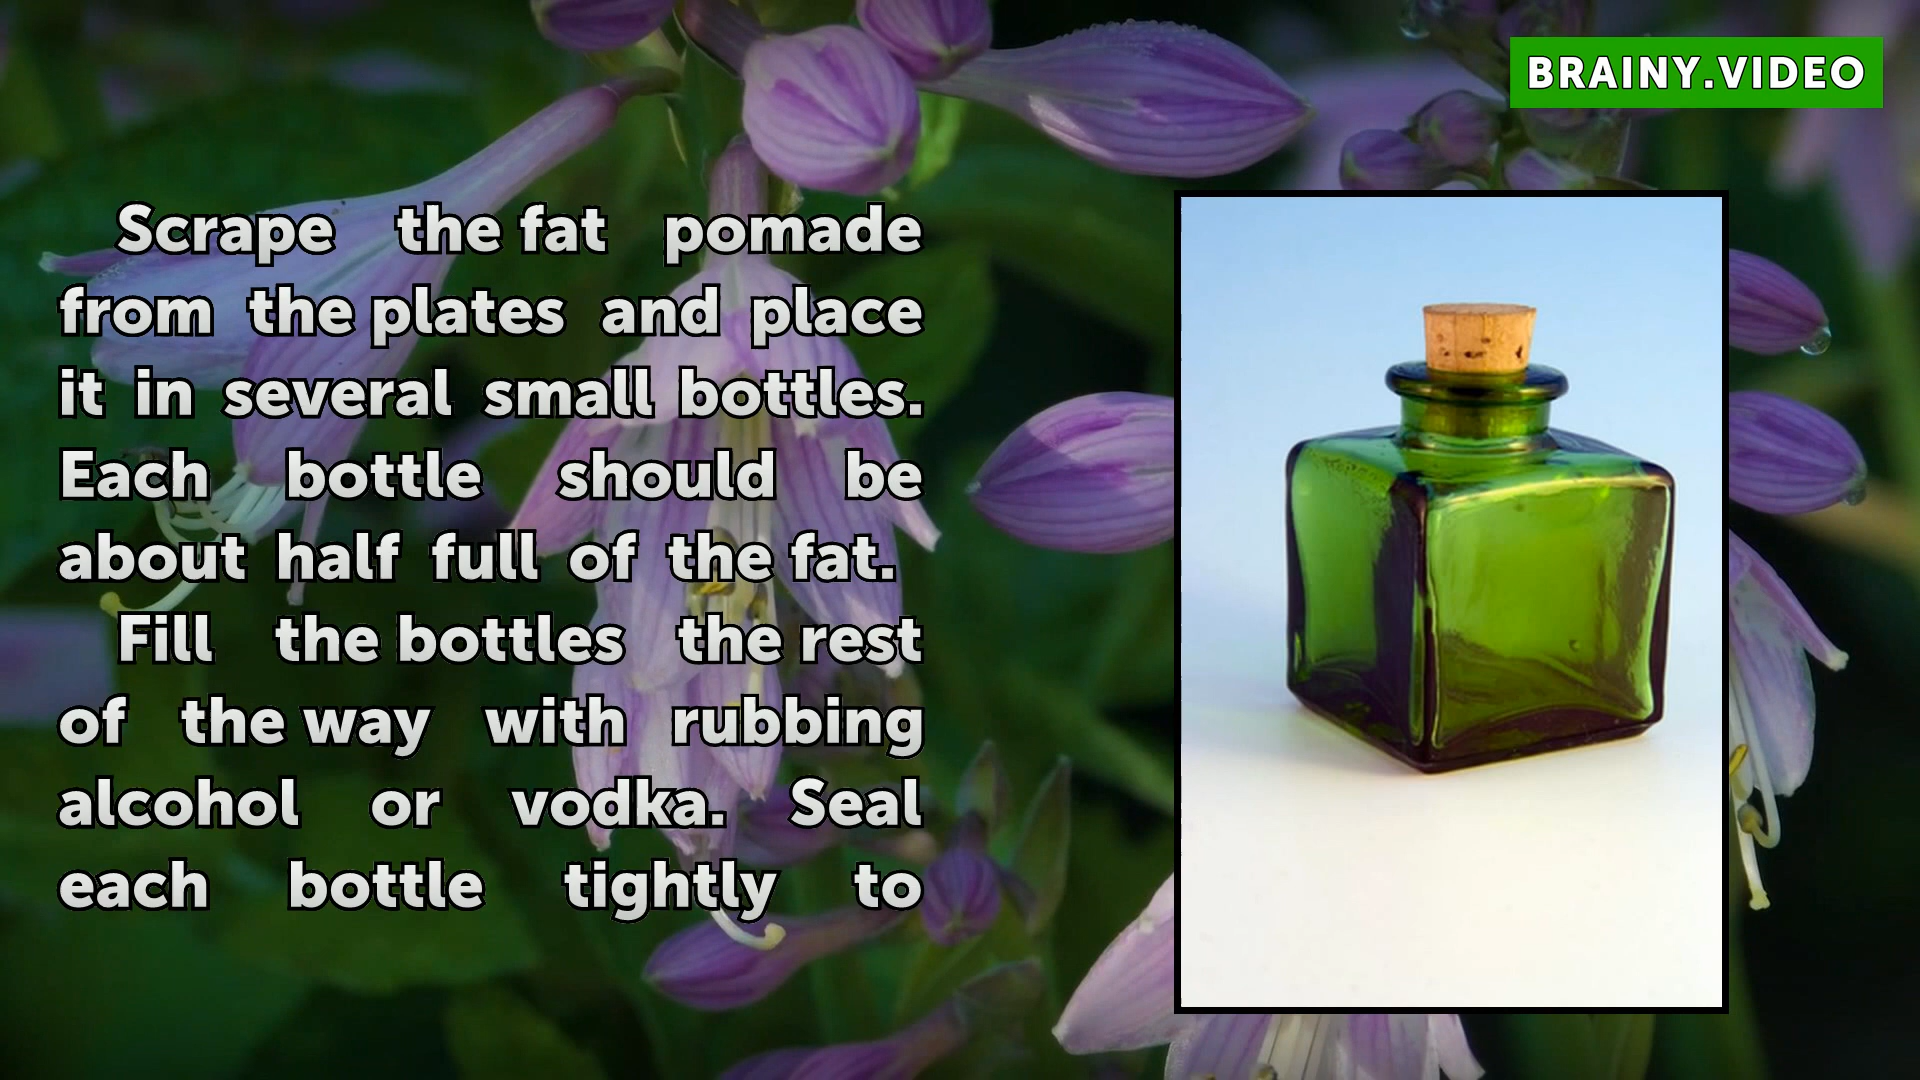 BRAINY.VIDEO
Scrape the fat pomade
from the plates and place
it in several small bottles.
Each bottle should be
about half full of the fat.
Fill the bottles the rest
of the way with rubbing
alcohol or vodka. Seal
each bottle tightly to